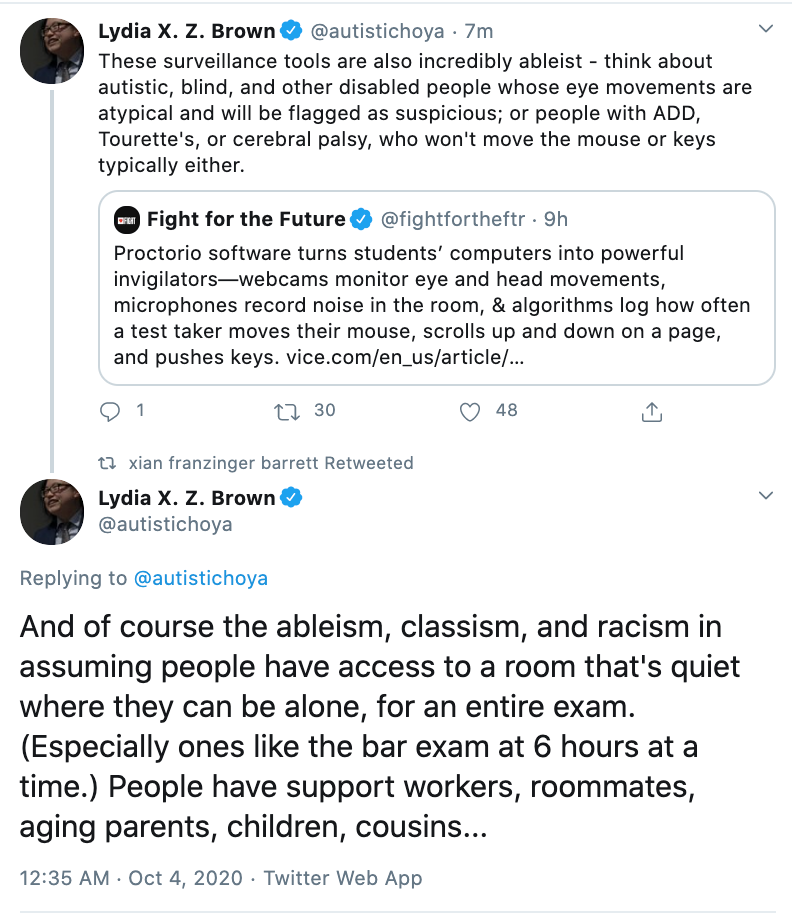 Lydia X. Z. Brown @autistichoya · 7m
These surveillance tools are also incredibly ableist - think about
autistic, blind, and other disabled people whose eye movements are
atypical and will be flagged as suspicious; or people with ADD,
Tourette's, or cerebral palsy, who won't move the mouse or keys
typically either.
FIGHT Fight for the Future @fightfortheftr · 9h
Proctorio software turns students’ computers into powerful
invigilators—webcams monitor eye and head movements,
microphones record noise in the room, & algorithms log how often
a test taker moves their mouse, scrolls up and down on a page,
and pushes keys. vice.com/en_us/article/…
1 30 48
xian franzinger barrett Retweeted
Lydia X. Z. Brown
@autistichoya
Replying to @autistichoya
And of course the ableism, classism, and racism in
assuming people have access to a room that's quiet
where they can be alone, for an entire exam.
(Especially ones like the bar exam at 6 hours at a
time.) People have support workers, roommates,
aging parents, children, cousins...
12:35 AM · Oct 4, 2020 · Twitter Web App